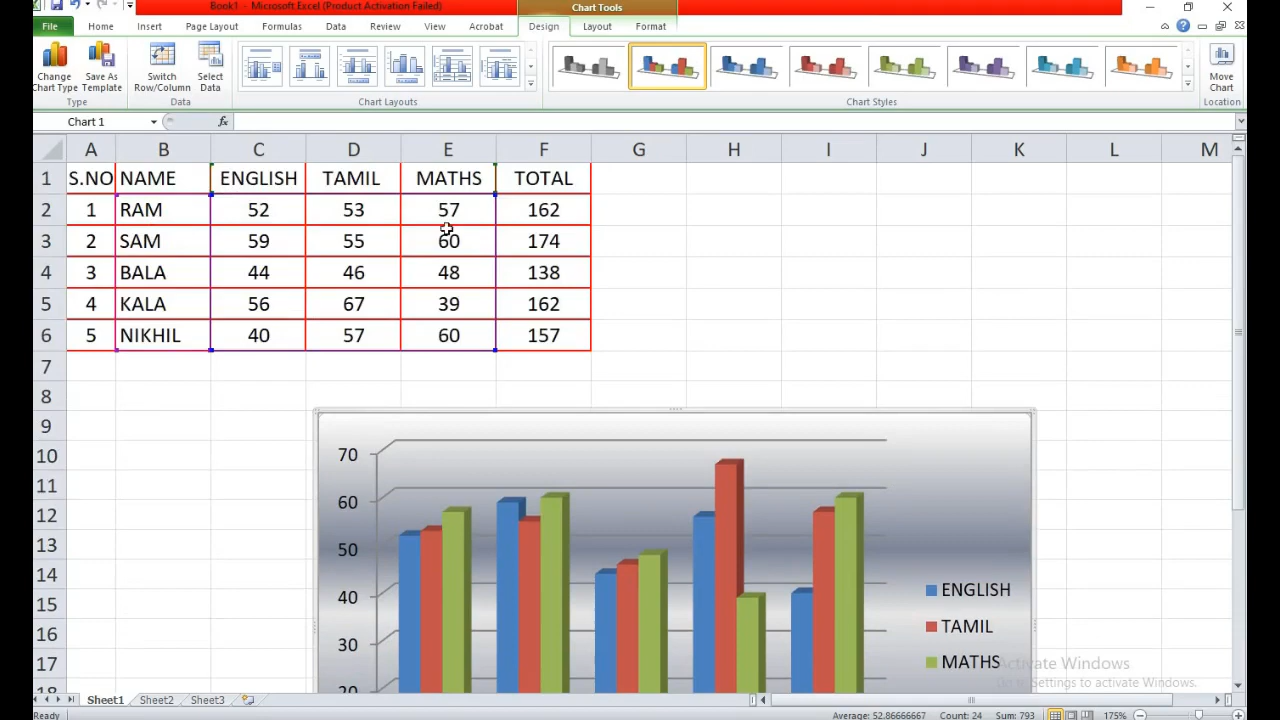 Book1 - Microsoft Excel (Product Activation Failed)
Chart Tools
File Home Insert Page Layout Formulas Data Review View Acrobat Design Layout Format
Change Chart Type
Save As Template
Switch Row/Column
Select Data
Move Chart
Type Data Chart Layouts Chart Styles Location
Chart 1 fx
A B C D E F G H I J K L M
1 S.NO NAME ENGLISH TAMIL MATHS TOTAL
2 1 RAM 52 53 57 162
3 2 SAM 59 55 60 174
4 3 BALA 44 46 48 138
5 4 KALA 56 67 39 162
6 5 NIKHIL 40 57 60 157
7
8
9
10
11
12
13
14
15
16
17
18
70
60
50
40
30
20
ENGLISH
TAMIL
MATHS
Activate Windows
Go to Settings to activate Windows.
Sheet1 Sheet2 Sheet3
Ready Average: 52.86666667 Count: 24 Sum: 793 175%